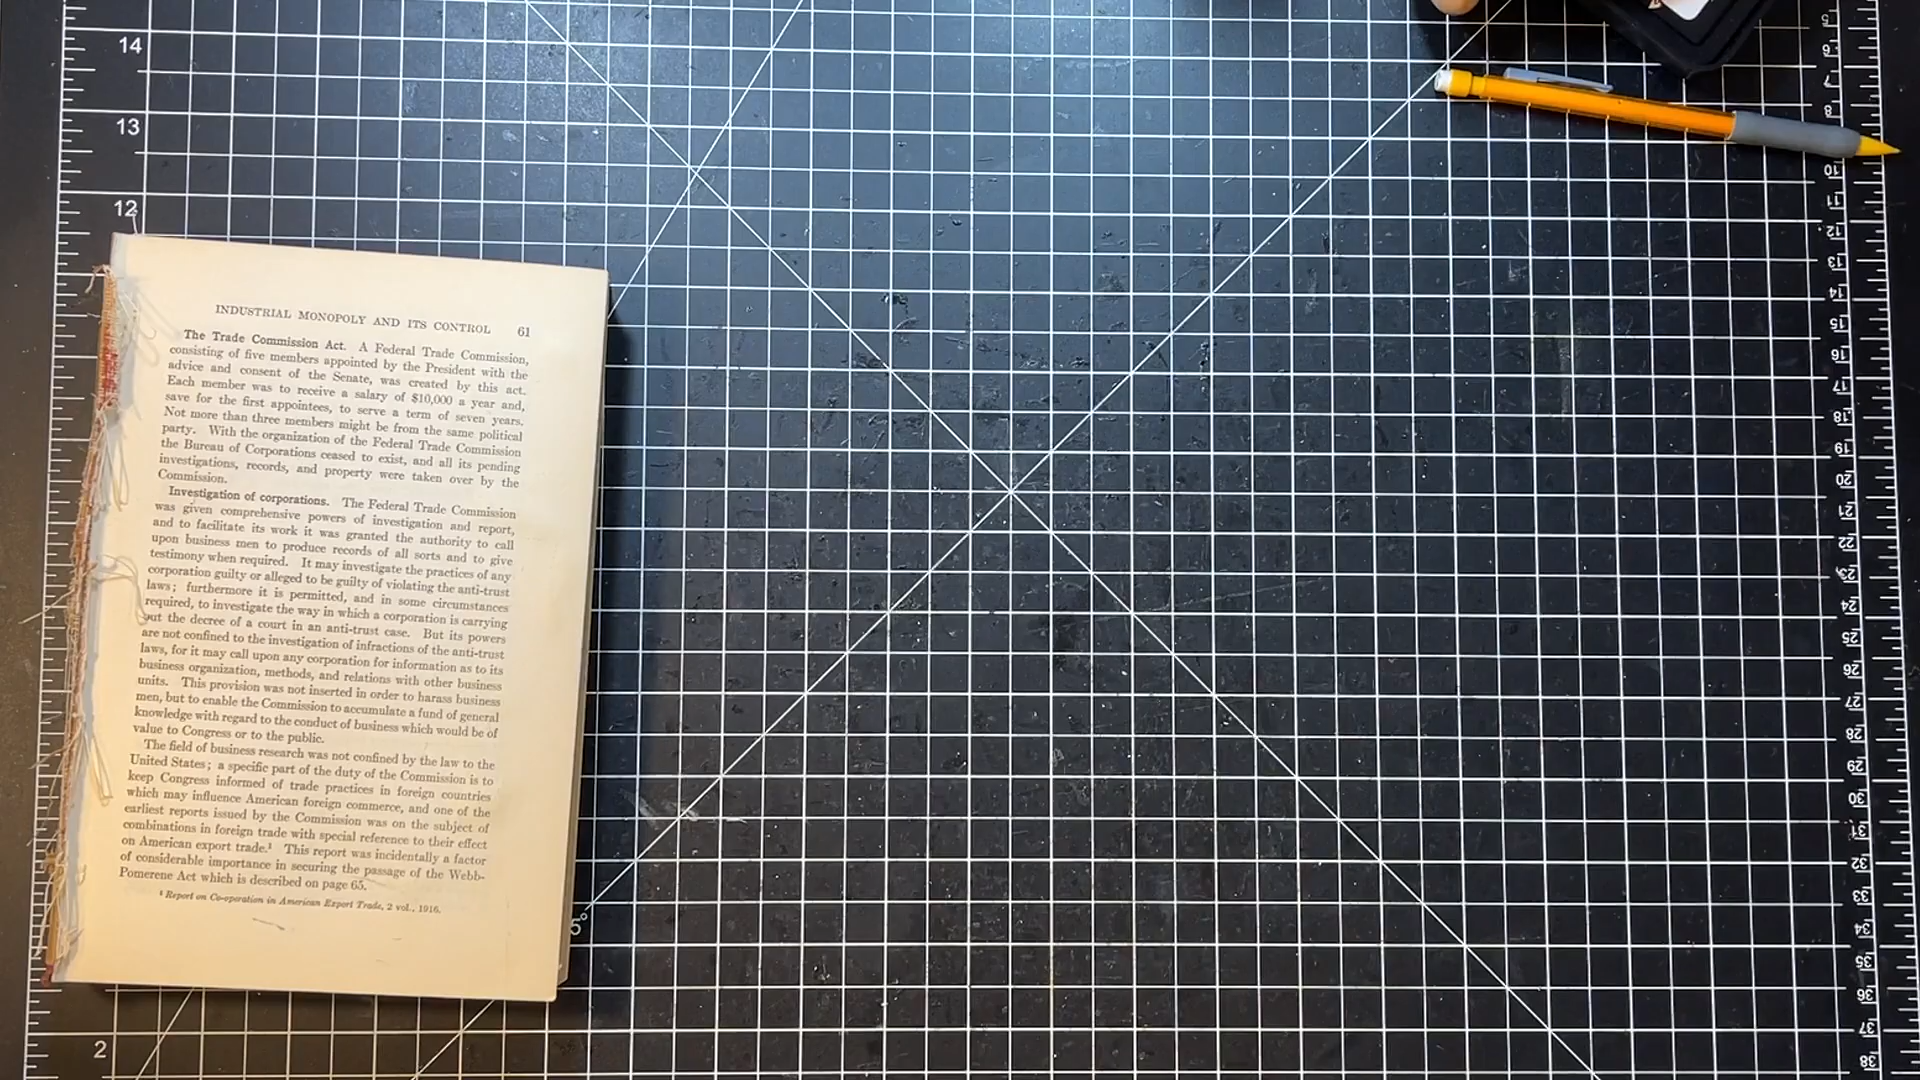 14
13
12
INDUSTRIAL MONOPOLY AND ITS CONTROL 61
The Trade Commission Act. A Federal Trade Commission,
consisting of five members appointed by the President with the
advice and consent of the Senate, was created by this act.
Each member was to receive a salary of $10,000 a year and,
save for the first appointees, to serve a term of seven years.
Not more than three members might be from the same political
party. With the organization of the Federal Trade Commission
the Bureau of Corporations ceased to exist, and all its pending
investigations, records, and property were taken over by the
Commission.
Investigation of corporations. The Federal Trade Commission
was given comprehensive powers of investigation and report,
and to facilitate its work it was granted the authority to call
upon business men to produce records of all sorts and to give
testimony when required. It may investigate the practices of any
corporation guilty or alleged to be guilty of violating the anti-trust
laws; furthermore it is permitted, and in some circumstances
required, to investigate the way in which a corporation is carrying
out the decree of a court in an anti-trust case. But its powers
are not confined to the investigation of infractions of the anti-trust
laws, for it may call upon any corporation for information as to its
business organization, methods, and relations with other business
units. This provision was not inserted in order to harass business
men, but to enable the Commission to accumulate a fund of general
knowledge with regard to the conduct of business which would be of
value to Congress or to the public.
The field of business research was not confined by the law to the
United States; a specific part of the duty of the Commission is to
keep Congress informed of trade practices in foreign countries
which may influence American foreign commerce, and one of the
earliest reports issued by the Commission was on the subject of
combinations in foreign trade with special reference to their effect
on American export trade.¹ This report was incidentally a factor
of considerable importance in securing the passage of the Webb-
Pomerene Act which is described on page 65.
¹ Report on Co-operation in American Export Trade, 2 vol., 1916.
5°
2
5
6
7
8
10
11
12
13
14
15
16
17
18
19
20
21
22
23
24
25
26
27
28
29
30
31
32
33
34
35
36
37
38